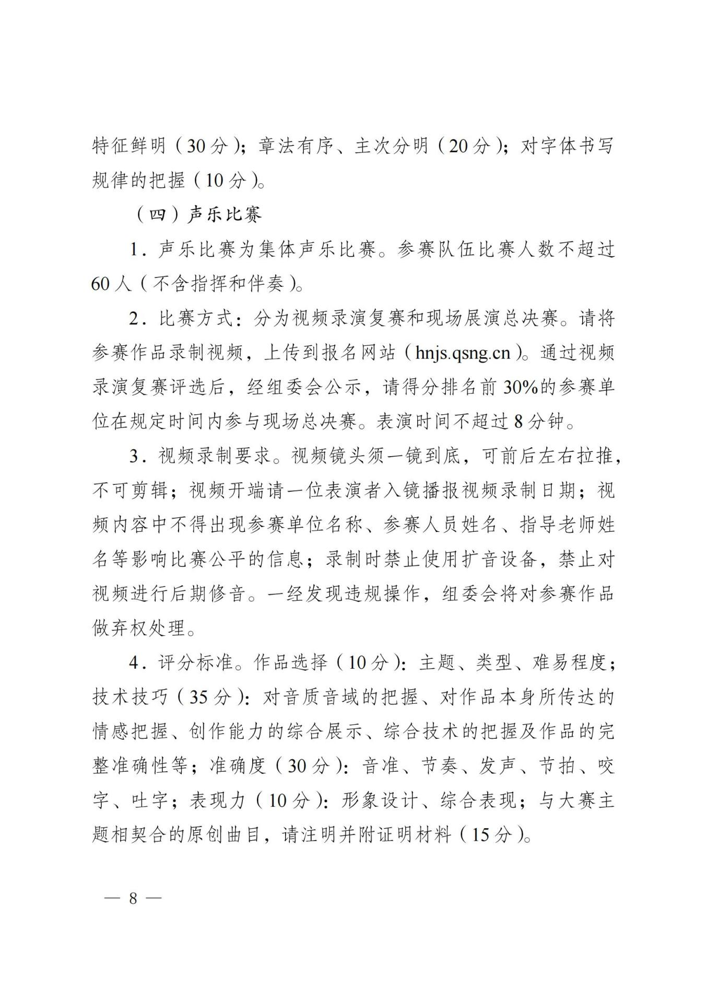 特征鲜明（30 分）；章法有序、主次分明（20 分）；对字体书写
规律的把握（10 分）。
（四）声乐比赛
1. 声乐比赛为集体声乐比赛。参赛队伍比赛人数不超过
60 人（不含指挥和伴奏）。
2. 比赛方式：分为视频录演复赛和现场展演总决赛。请将
参赛作品录制视频，上传到报名网站（hnjs.qsng.cn）。通过视频
录演复赛评选后，经组委会公示，请得分排名前 30%的参赛单
位在规定时间内参与现场总决赛。表演时间不超过 8 分钟。
3. 视频录制要求。视频镜头须一镜到底，可前后左右拉推，
不可剪辑；视频开端请一位表演者入镜播报视频录制日期；视
频内容中不得出现参赛单位名称、参赛人员姓名、指导老师姓
名等影响比赛公平的信息；录制时禁止使用扩音设备，禁止对
视频进行后期修音。一经发现违规操作，组委会将对参赛作品
做弃权处理。
4. 评分标准。作品选择（10 分）：主题、类型、难易程度；
技术技巧（35 分）：对音质音域的把握、对作品本身所传达的
情感把握、创作能力的综合展示、综合技术的把握及作品的完
整准确性等；准确度（30 分）：音准、节奏、发声、节拍、咬
字、吐字；表现力（10 分）：形象设计、综合表现；与大赛主
题相契合的原创曲目，请注明并附证明材料（15 分）。
— 8 —